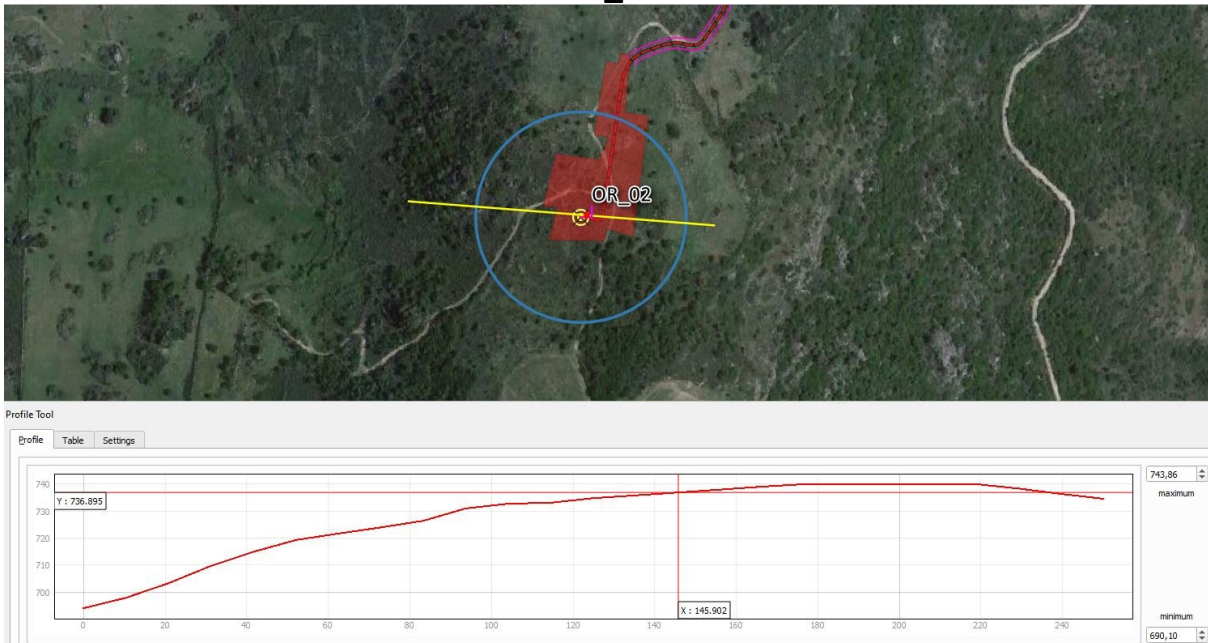 OR_02
Profile Tool
Profile Table Settings
743,86
maximum
740
Y : 736.895
730
720
710
700
X : 145.902
minimum
0 20 40 60 80 100 120 140 160 180 200 220 240
690,10